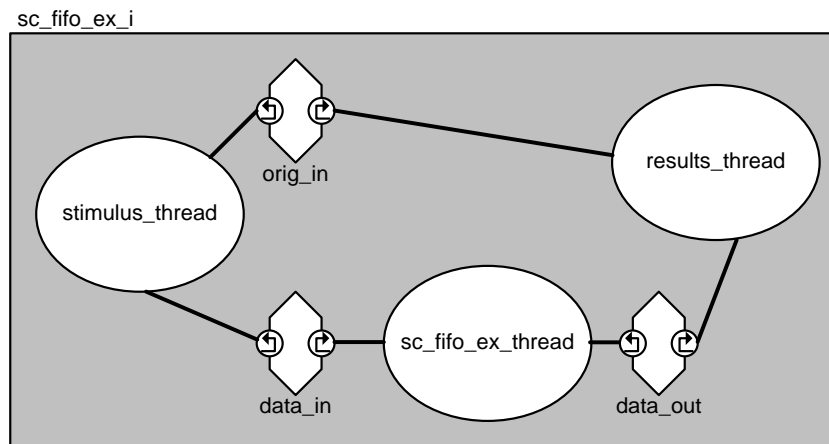 sc_fifo_ex_i
orig_in
results_thread
stimulus_thread
sc_fifo_ex_thread
data_in
data_out